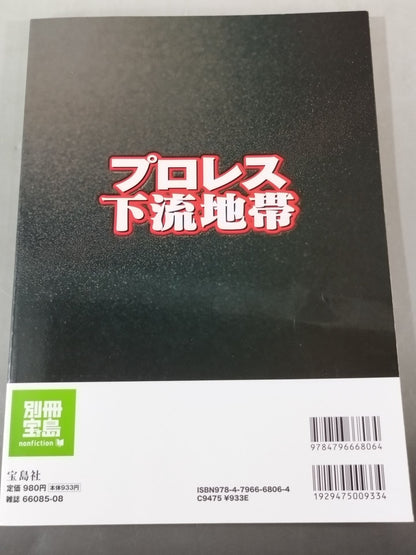 プロレス
下流地帯
別冊
宝島
nonfiction
9784796668064
宝島社
定価 980円 本体933円
雑誌 66085-08
ISBN978-4-7966-6806-4
C9475 ¥933E
1929475009334